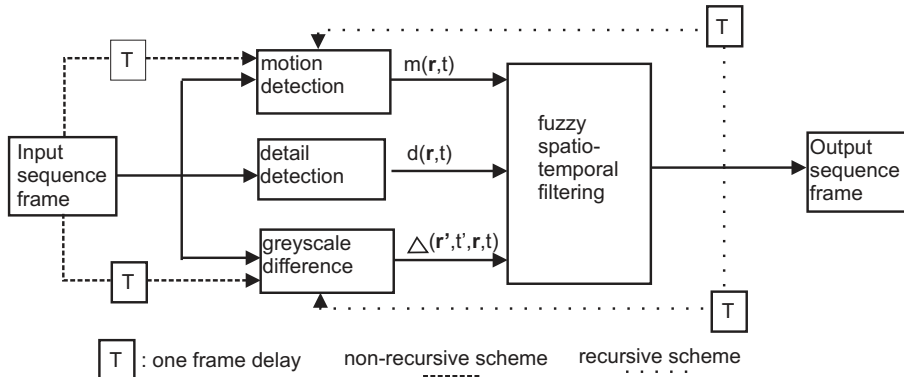 T
T
motion
detection
m(r,t)
Input
sequence
frame
detail
detection
d(r,t)
fuzzy
spatio-
temporal
filtering
Output
sequence
frame
greyscale
difference
△(r',t',r,t)
T
T
T : one frame delay
non-recursive scheme
recursive scheme